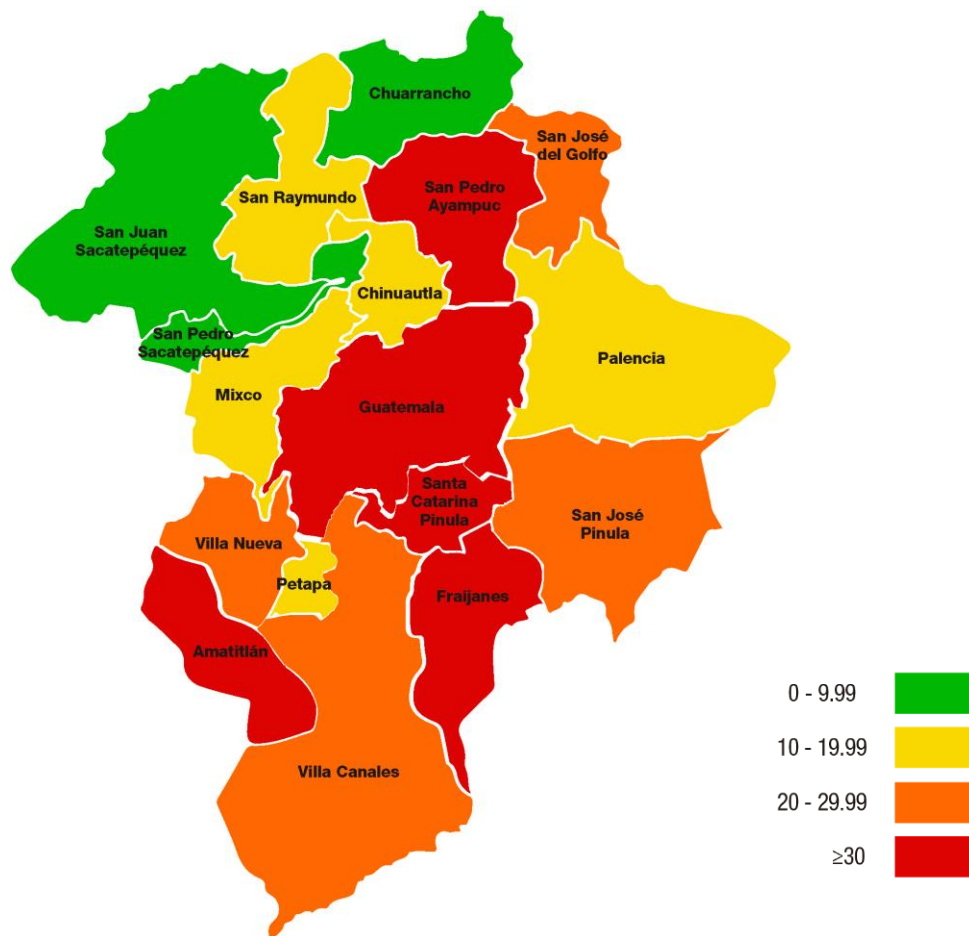 Chuarrancho
San José
del Golfo
San Pedro
Ayampuc
San Raymundo
San Juan
Sacatepéquez
Chinuautla
San Pedro
Sacatepéquez
Palencia
Mixco
Guatemala
Santa
Catarina
Pinula
San José
Pinula
Villa Nueva
Petapa
Fraijanes
Amatitlán
Villa Canales
0 - 9.99
10 - 19.99
20 - 29.99
≥30